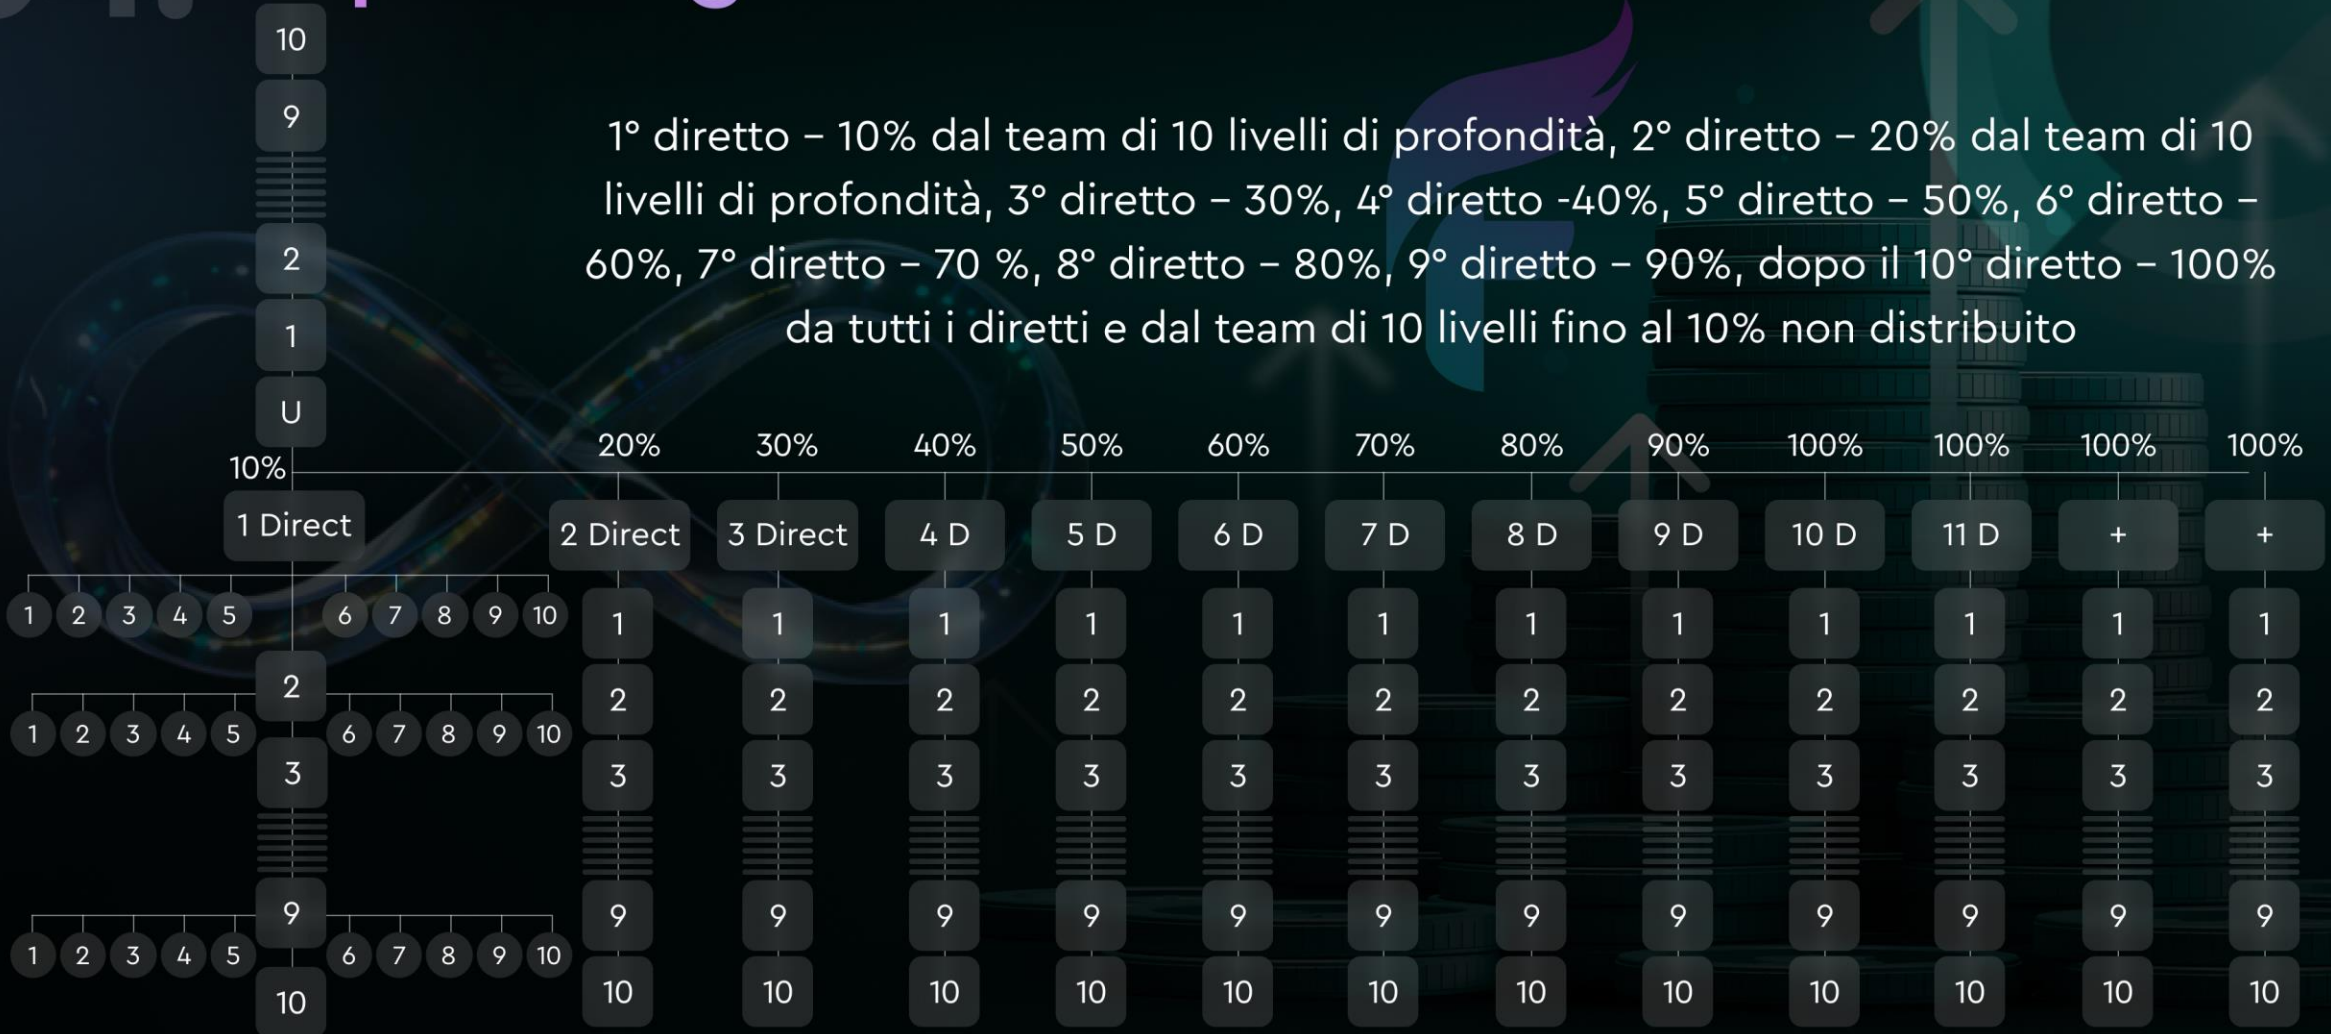 10
9
1° diretto – 10% dal team di 10 livelli di profondità, 2° diretto – 20% dal team di 10
livelli di profondità, 3° diretto – 30%, 4° diretto -40%, 5° diretto – 50%, 6° diretto –
60%, 7° diretto – 70 %, 8° diretto – 80%, 9° diretto – 90%, dopo il 10° diretto – 100%
da tutti i diretti e dal team di 10 livelli fino al 10% non distribuito
2
1
U
10% 20% 30% 40% 50% 60% 70% 80% 90% 100% 100% 100% 100%
1 Direct 2 Direct 3 Direct 4 D 5 D 6 D 7 D 8 D 9 D 10 D 11 D + +
1 2 3 4 5 6 7 8 9 10 1 1 1 1 1 1 1 1 1 1 1 1
2 2 2 2 2 2 2 2 2 2 2 2 2
1 2 3 4 5 6 7 8 9 10
3 3 3 3 3 3 3 3 3 3 3 3 3
9 9 9 9 9 9 9 9 9 9 9 9 9
1 2 3 4 5 6 7 8 9 10
10 10 10 10 10 10 10 10 10 10 10 10 10